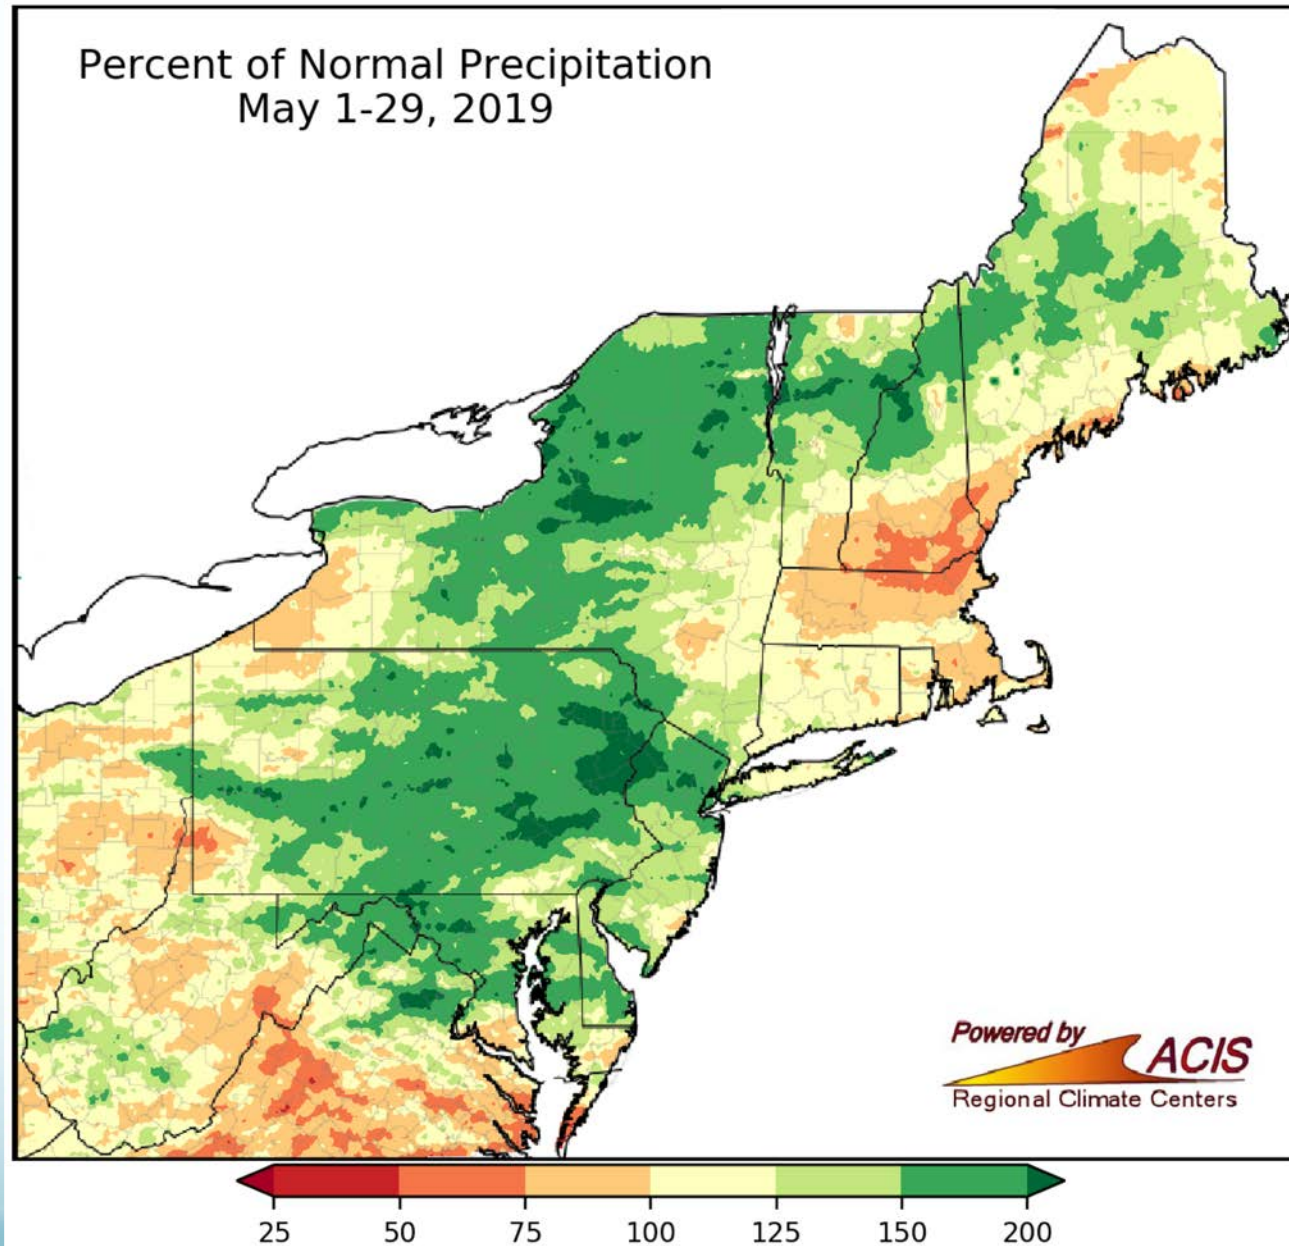 Percent of Normal Precipitation
May 1-29, 2019
Powered by
ACIS
Regional Climate Centers
25 50 75 100 125 150 200